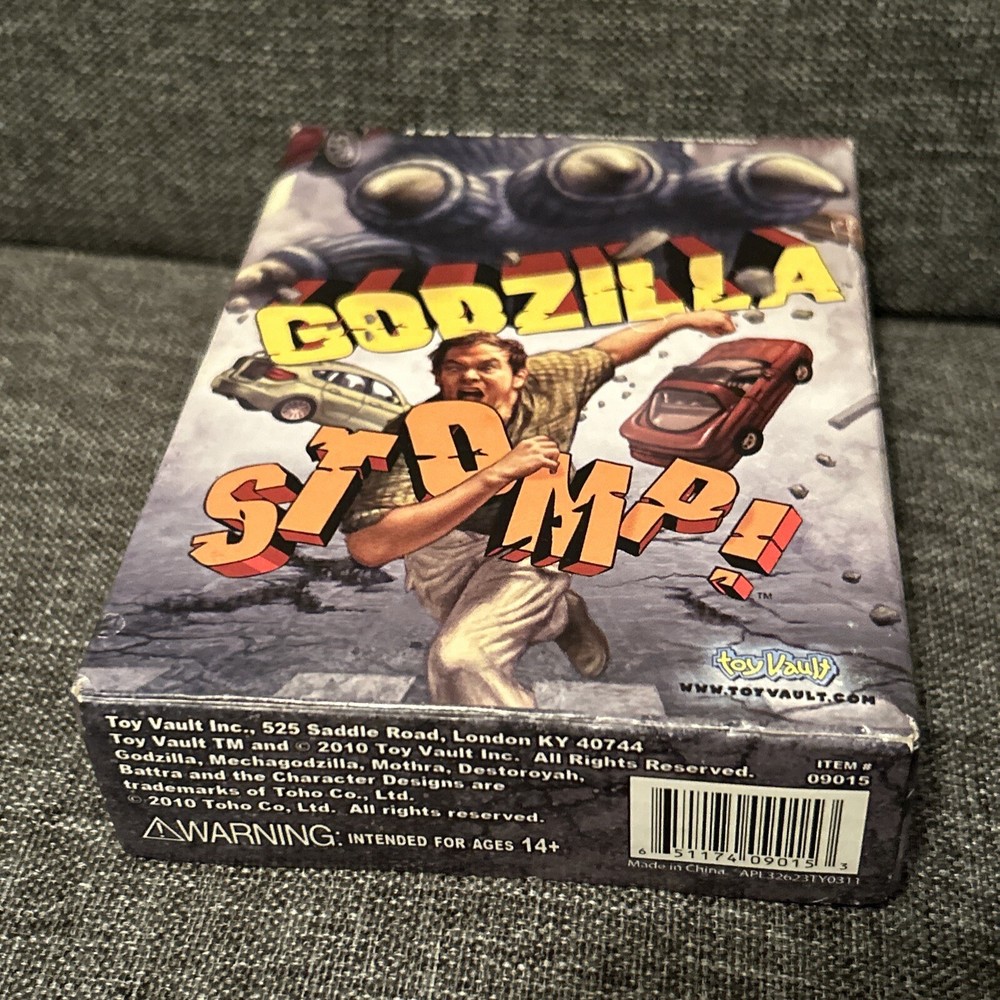 GODZILLA
STOMP!
TM
toy Vault
WWW.TOYVAULT.COM
Toy Vault Inc., 525 Saddle Road, London KY 40744
Toy Vault TM and © 2010 Toy Vault Inc. All Rights Reserved.
Godzilla, Mechagodzilla, Mothra, Destoroyah,
Battra and the Character Designs are
trademarks of Toho Co., Ltd.
© 2010 Toho Co, Ltd. All rights reserved.
⚠WARNING: INTENDED FOR AGES 14+
ITEM #
09015
6 51174 09015 3
Made in China. APL32623TY0311